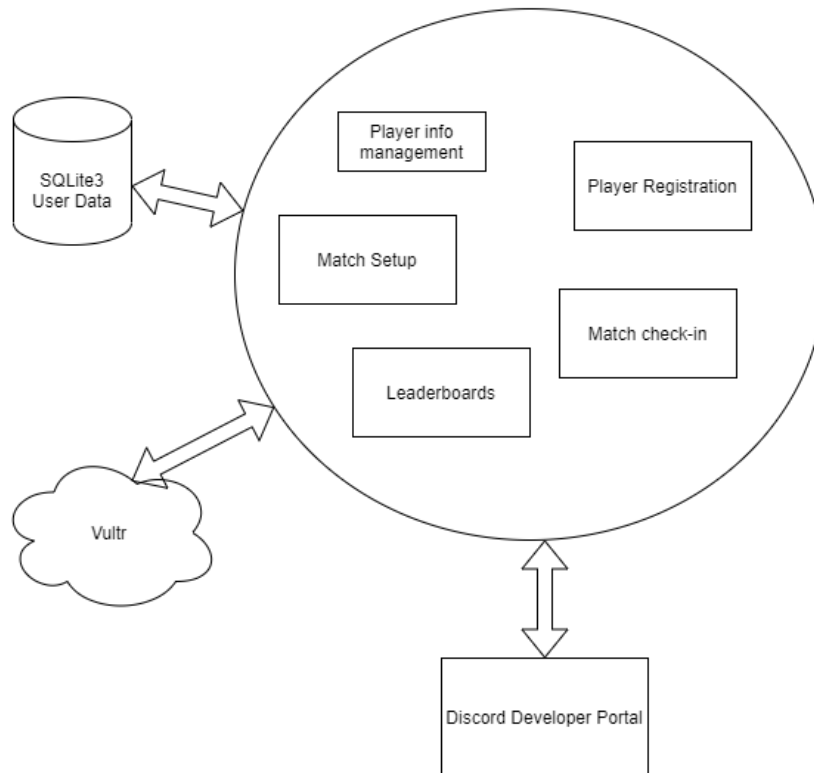 Player info
management
SQLite3
User Data
Player Registration
Match Setup
Match check-in
Leaderboards
Vultr
Discord Developer Portal